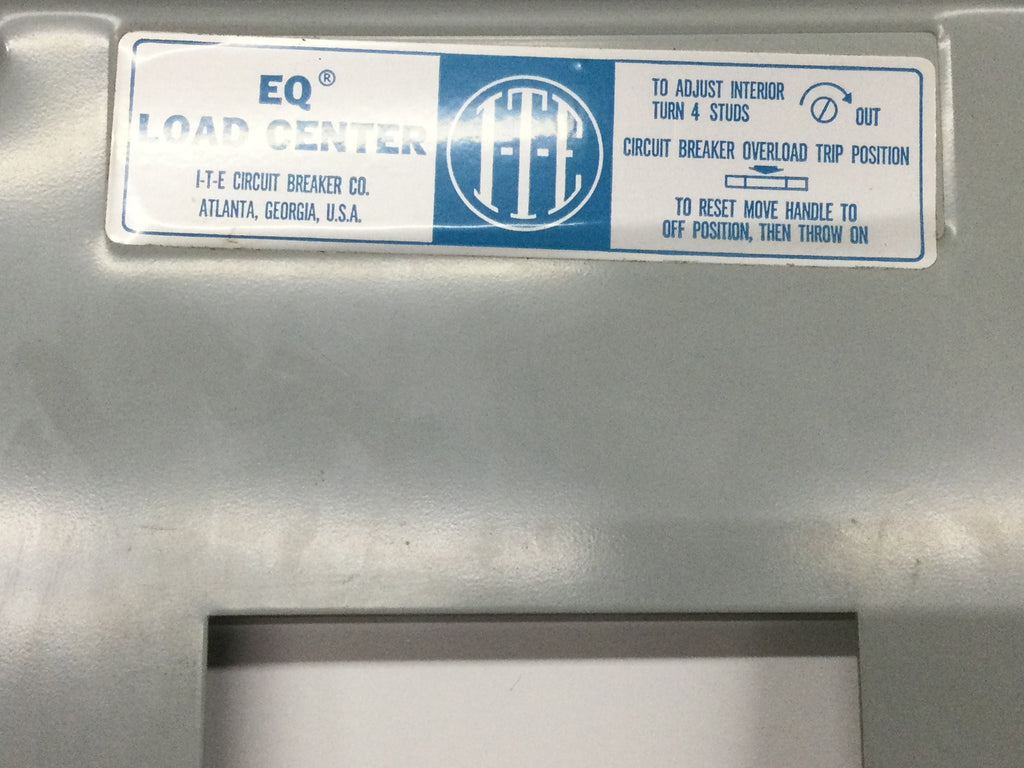 EQ®
LOAD CENTER
I-T-E CIRCUIT BREAKER CO.
ATLANTA, GEORGIA, U.S.A.
I-T-E
TO ADJUST INTERIOR
TURN 4 STUDS
OUT
CIRCUIT BREAKER OVERLOAD TRIP POSITION
TO RESET MOVE HANDLE TO
OFF POSITION, THEN THROW ON